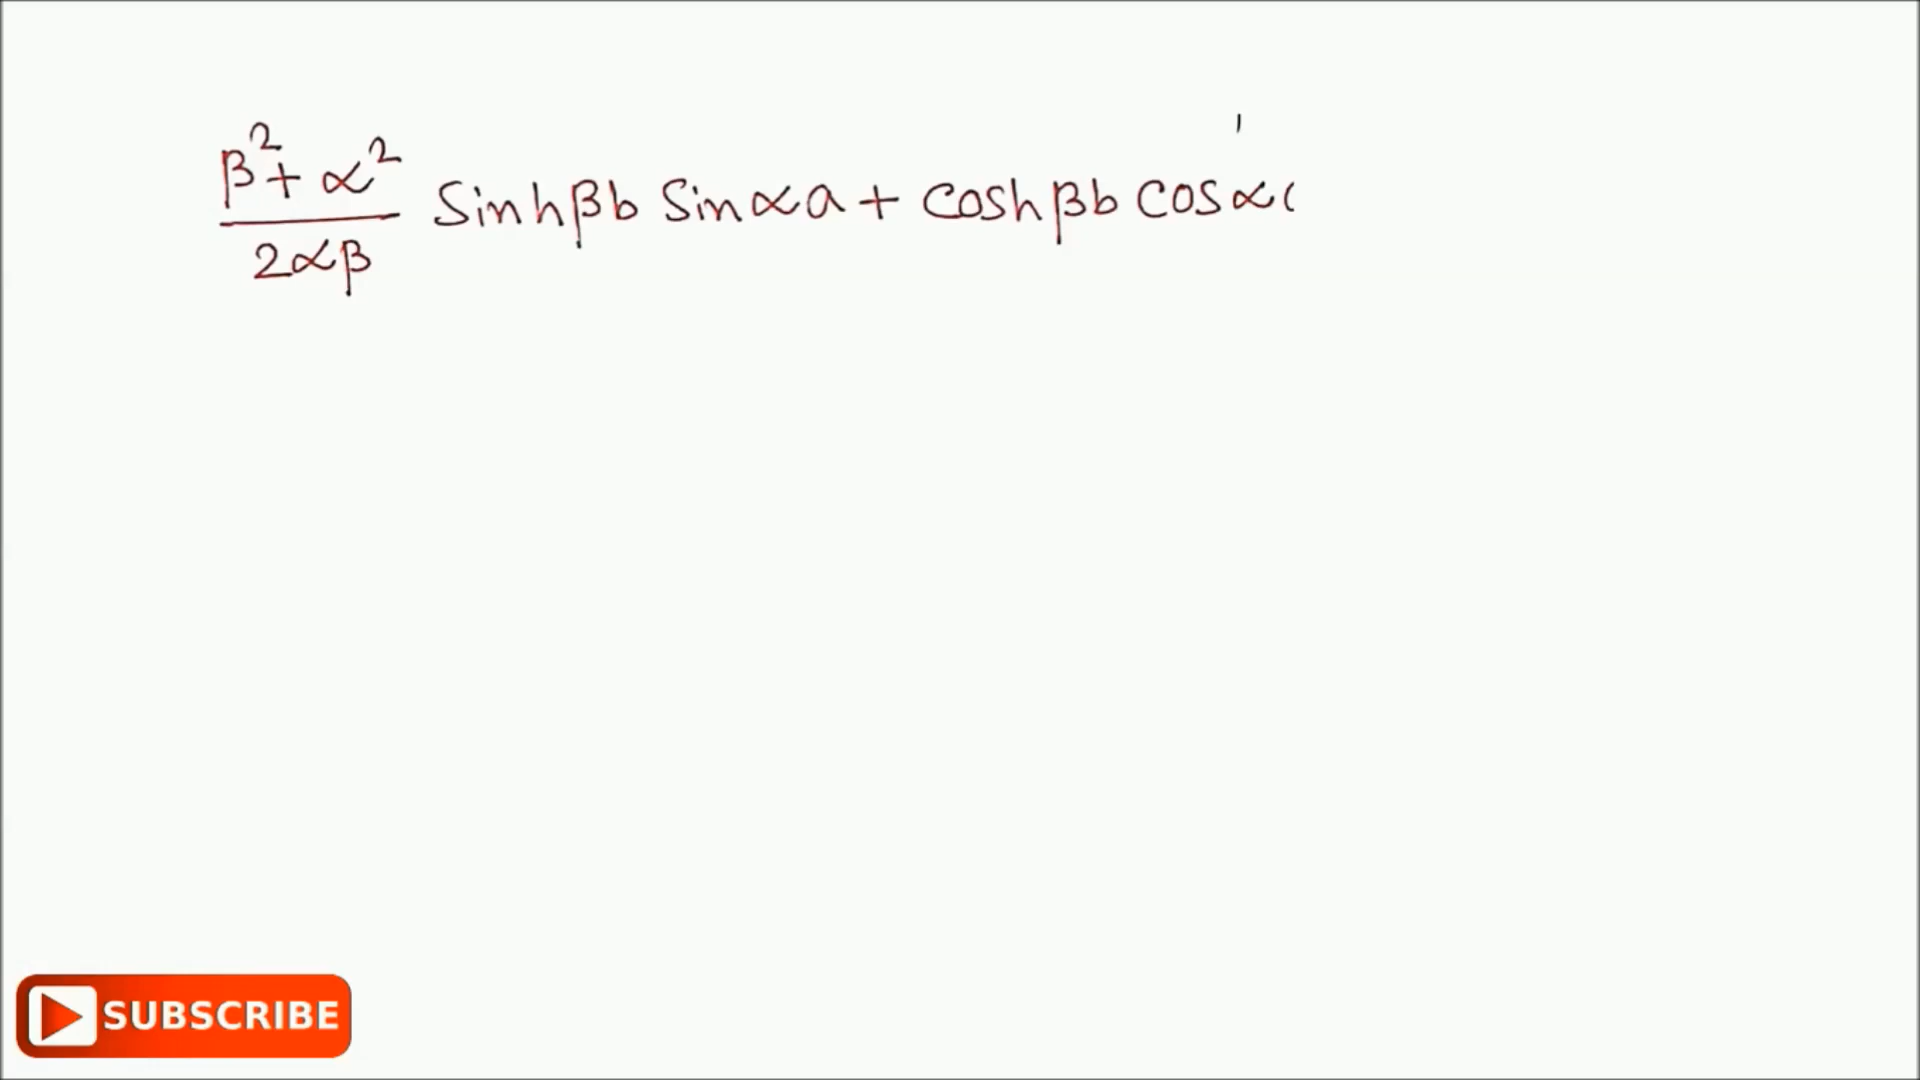 β² + α² / 2αβ Sinhβb Sinαa + Coshβb Cosα
SUBSCRIBE